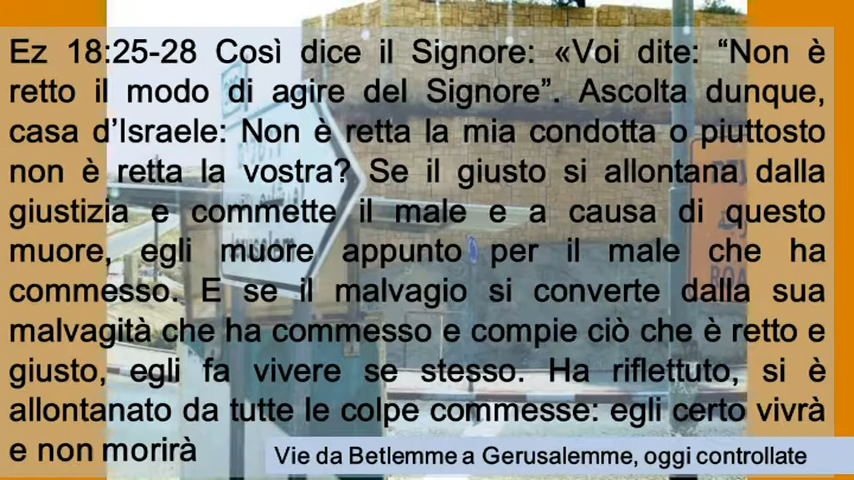 Ez 18:25-28 Così dice il Signore: «Voi dite: “Non è
retto il modo di agire del Signore”. Ascolta dunque,
casa d’Israele: Non è retta la mia condotta o piuttosto
non è retta la vostra? Se il giusto si allontana dalla
giustizia e commette il male e a causa di questo
muore, egli muore appunto per il male che ha
commesso. E se il malvagio si converte dalla sua
malvagità che ha commesso e compie ciò che è retto e
giusto, egli fa vivere se stesso. Ha riflettuto, si è
allontanato da tutte le colpe commesse: egli certo vivrà
e non morirà
Vie da Betlemme a Gerusalemme, oggi controllate